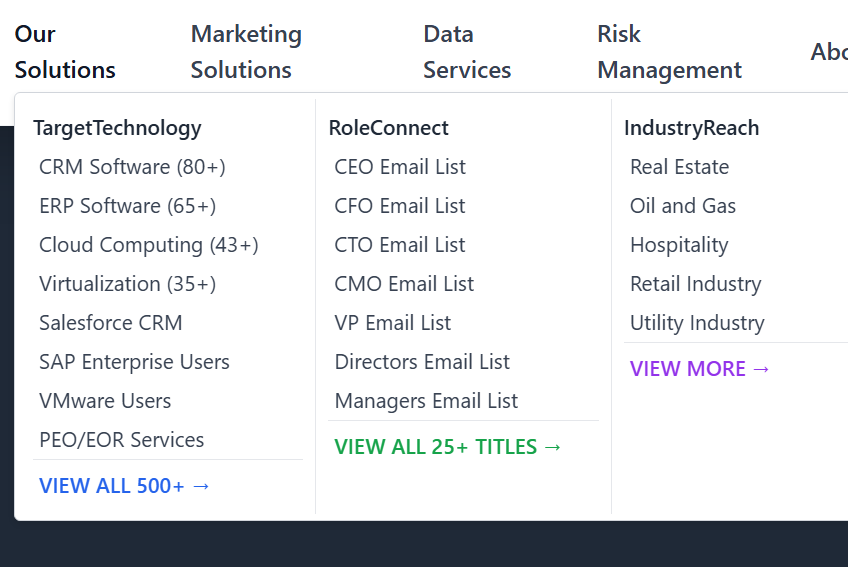 Our
Solutions
Marketing
Solutions
Data
Services
Risk
Management
TargetTechnology
CRM Software (80+)
ERP Software (65+)
Cloud Computing (43+)
Virtualization (35+)
Salesforce CRM
SAP Enterprise Users
VMware Users
PEO/EOR Services
VIEW ALL 500+ →
RoleConnect
CEO Email List
CFO Email List
CTO Email List
CMO Email List
VP Email List
Directors Email List
Managers Email List
VIEW ALL 25+ TITLES →
IndustryReach
Real Estate
Oil and Gas
Hospitality
Retail Industry
Utility Industry
VIEW MORE →